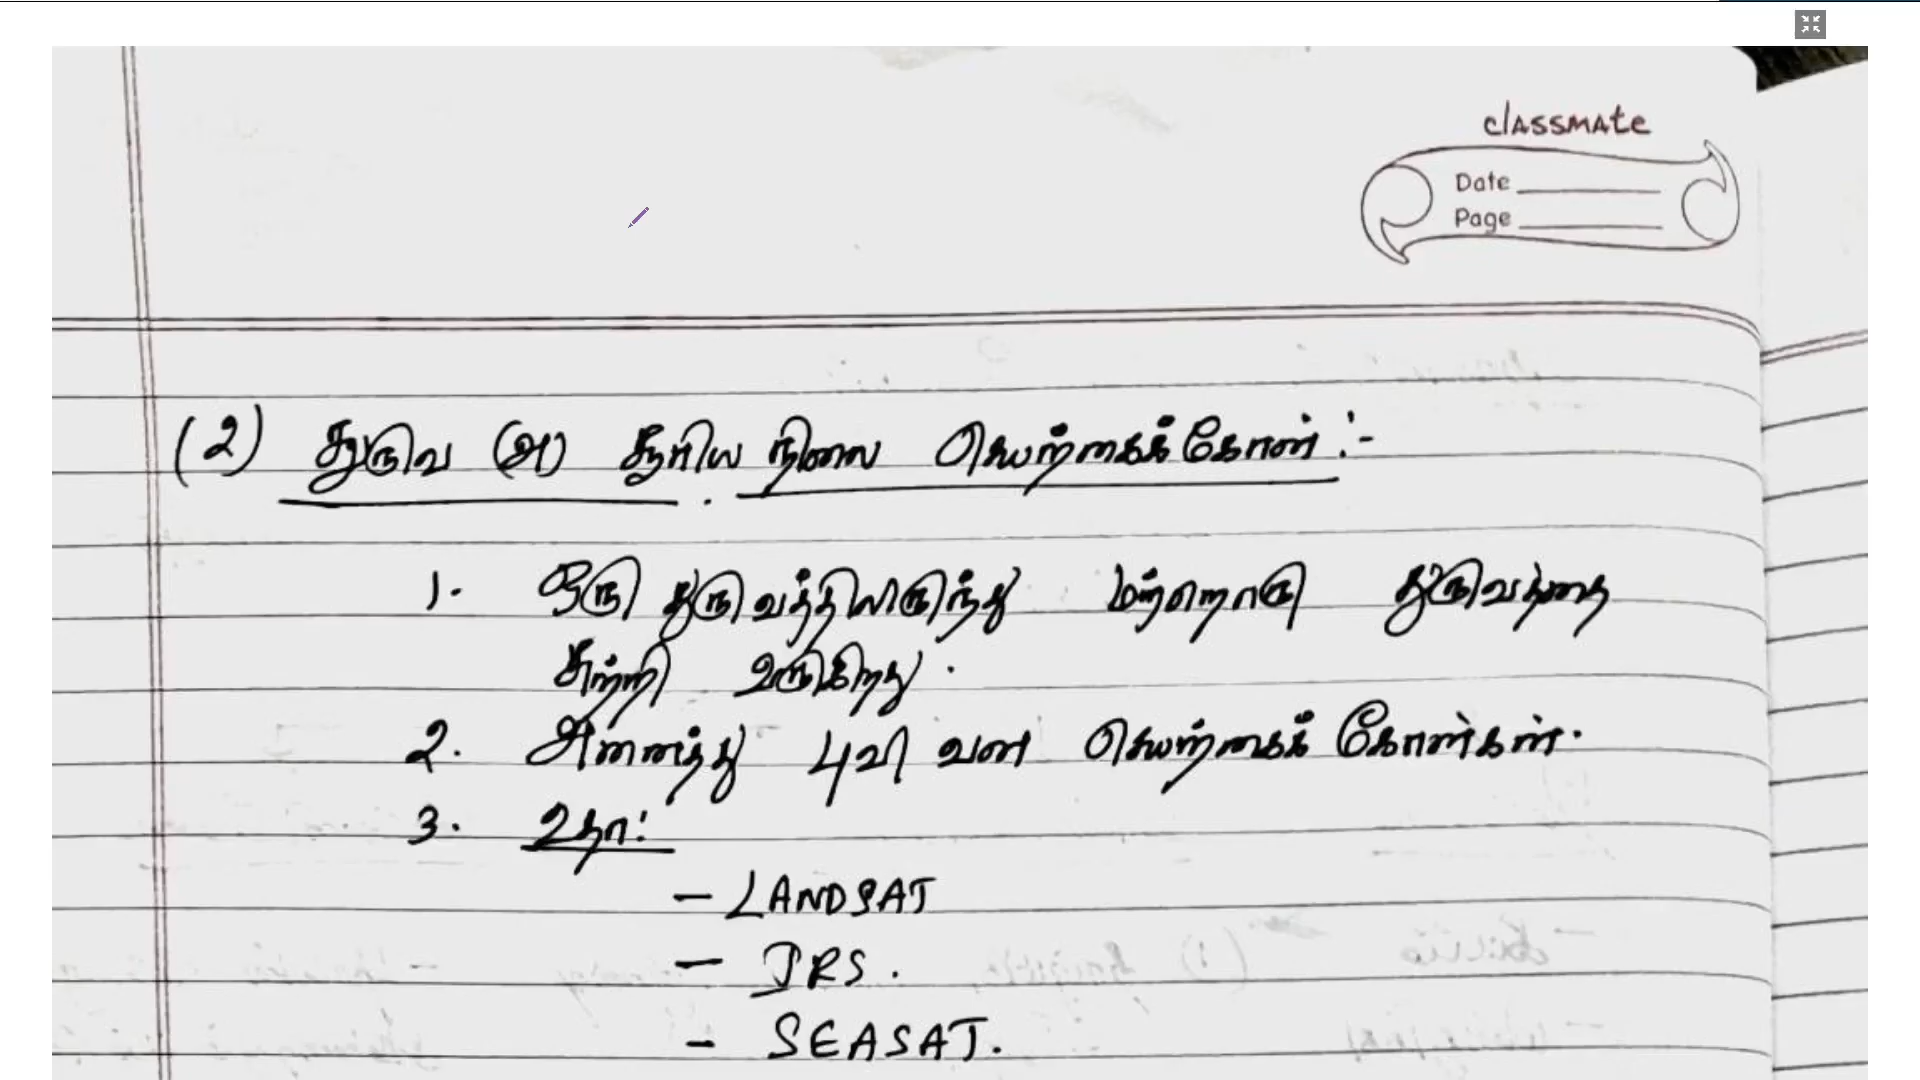 classmate
Date
Page
(2) துருவ (அ) சூரிய நிலை செயற்கைக்கோள் :-
1. ஒரு துருவத்திலிருந்து மற்றொரு துருவத்தை
சுற்றி வருகிறது.
2. அனைத்து புவி வள செயற்கைக் கோள்கள்.
3. உதா:
- LANDSAT
- IRS.
- SEASAT.